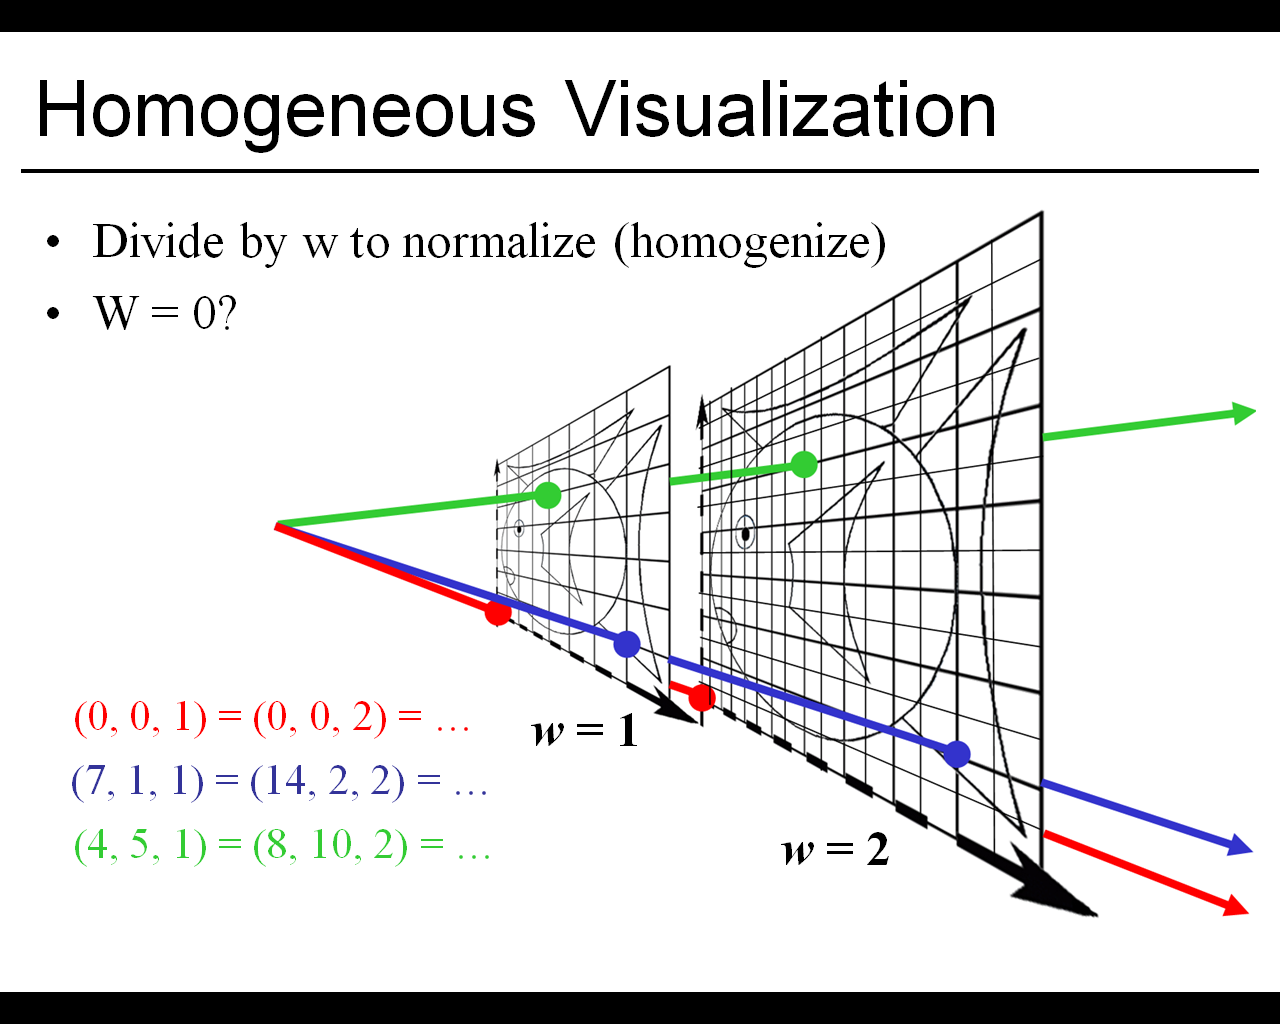 Homogeneous Visualization
• Divide by w to normalize (homogenize)
• W = 0?
(0, 0, 1) = (0, 0, 2) = …
(7, 1, 1) = (14, 2, 2) = …
(4, 5, 1) = (8, 10, 2) = …
w = 1
w = 2